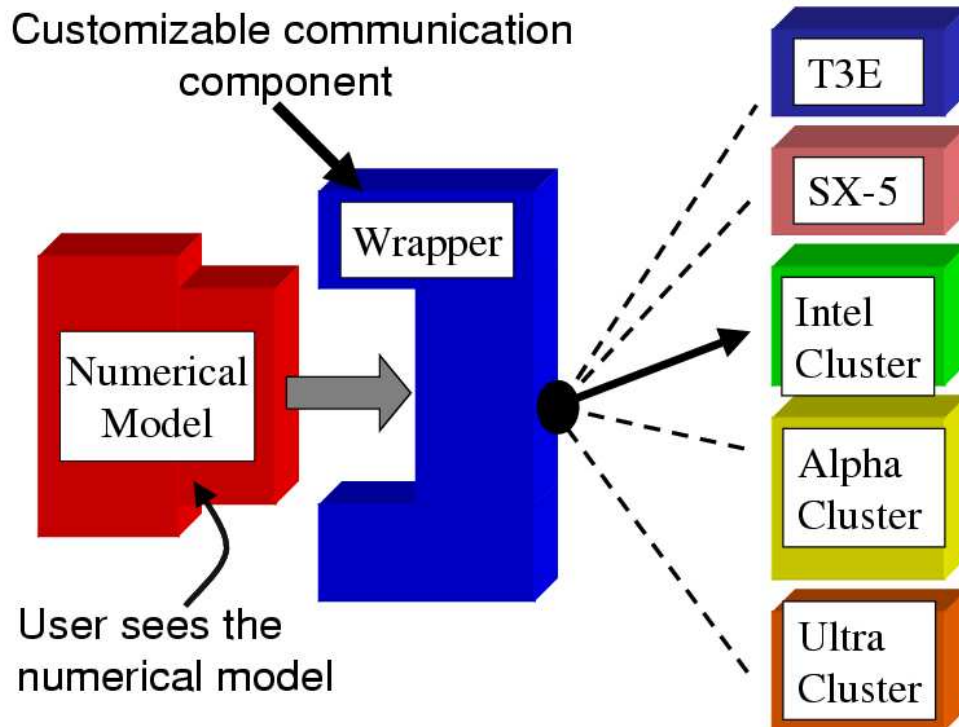 Customizable communication
component
Wrapper
Numerical
Model
User sees the
numerical model
T3E
SX-5
Intel
Cluster
Alpha
Cluster
Ultra
Cluster